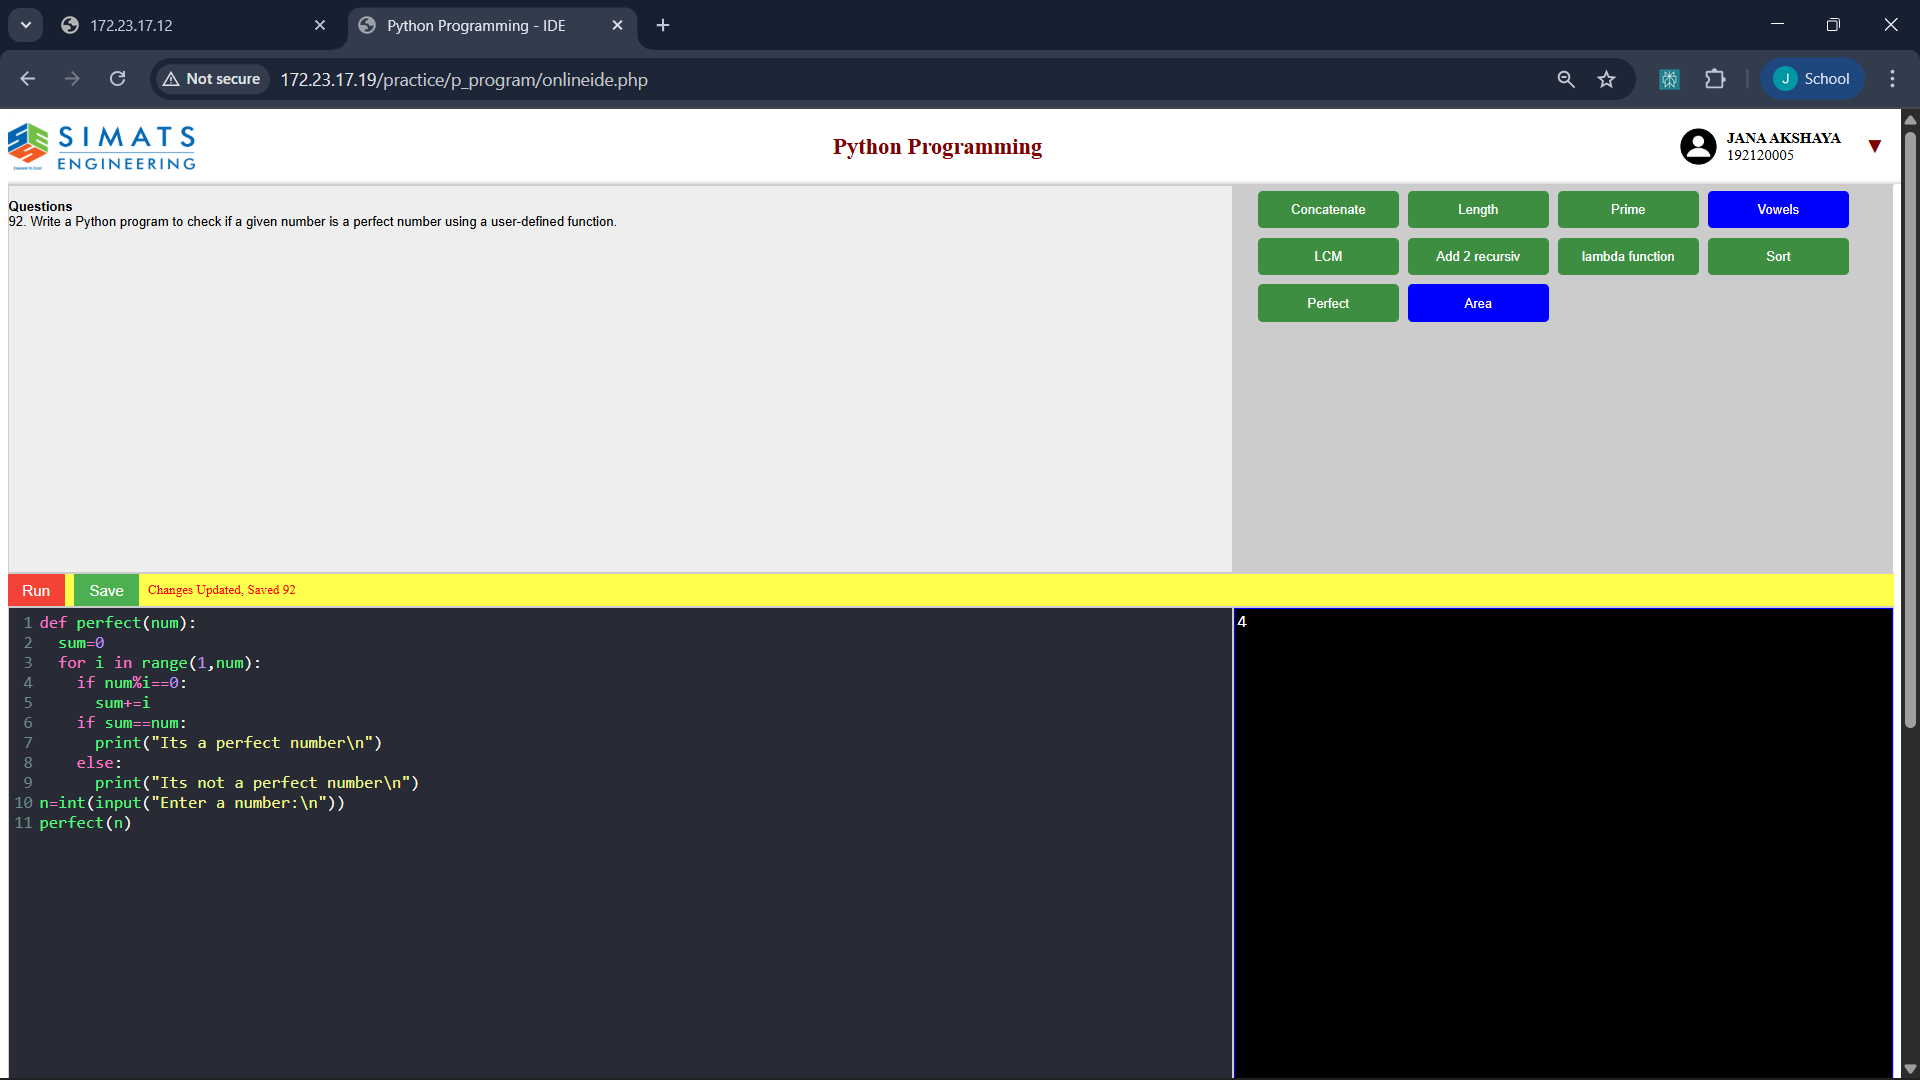 172.23.17.12
Python Programming - IDE
Not secure
172.23.17.19/practice/p_program/onlineide.php
J
School
SIMATS
ENGINEERING
Python Programming
JANA AKSHAYA
192120005
Questions
92. Write a Python program to check if a given number is a perfect number using a user-defined function.
Concatenate
Length
Prime
Vowels
LCM
Add 2 recursiv
lambda function
Sort
Perfect
Area
Run
Save
Changes Updated, Saved 92
1 def perfect(num):
2   sum=0
3   for i in range(1,num):
4     if num%i==0:
5       sum+=i
6     if sum==num:
7       print("Its a perfect number\n")
8     else:
9       print("Its not a perfect number\n")
10 n=int(input("Enter a number:\n"))
11 perfect(n)
4